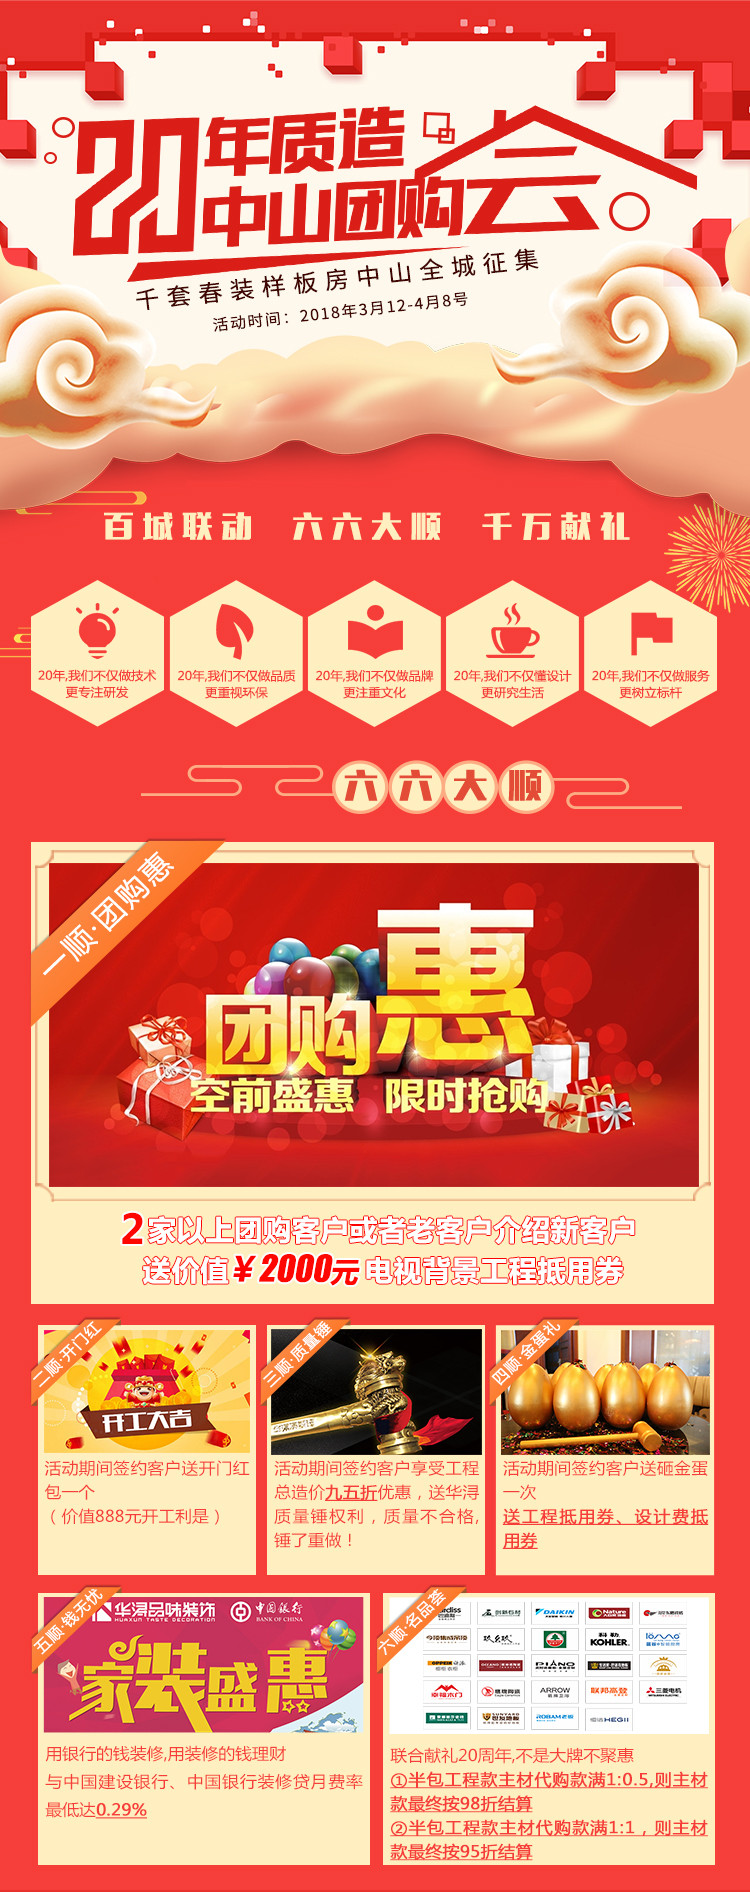 20年质造
中山团购会
千套春装样板房中山全城征集
活动时间：2018年3月12-4月8号
百城联动 六六大顺 千万献礼
20年,我们不仅做技术
更专注研发
20年,我们不仅做品质
更重视环保
20年,我们不仅做品牌
更注重文化
20年,我们不仅懂设计
更研究生活
20年,我们不仅做服务
更树立标杆
六六大顺
一顺·团购惠
团购惠
空前盛惠 限时抢购
2家以上团购客户或者老客户介绍新客户
送价值￥2000元 电视背景工程抵用券
二顺·开门红
开工大吉
活动期间签约客户送开门红
包一个
（价值888元开工利是）
三顺·质量锤
活动期间签约客户享受工程
总造价九五折优惠，送华浔
质量锤权利，质量不合格,
锤了重做！
四顺·金蛋礼
活动期间签约客户送砸金蛋
一次
送工程抵用券、设计费抵
用券
五顺·钱无忧
华浔品味装饰
HUAXUN TASTE DECORATION
中国银行
BANK OF CHINA
家装盛惠
用银行的钱装修,用装修的钱理财
与中国建设银行、中国银行装修贷月费率
最低达0.29%
六顺·名品荟
DAIKIN
Nature
KOHLER
PIANO
幸福木门
ARROW
联邦高登
三菱电机
ROBAM老板
HEGII
联合献礼20周年,不是大牌不聚惠
①半包工程款主材代购款满1:0.5,则主材
款最终按98折结算
②半包工程款主材代购款满1:1，则主材
款最终按95折结算